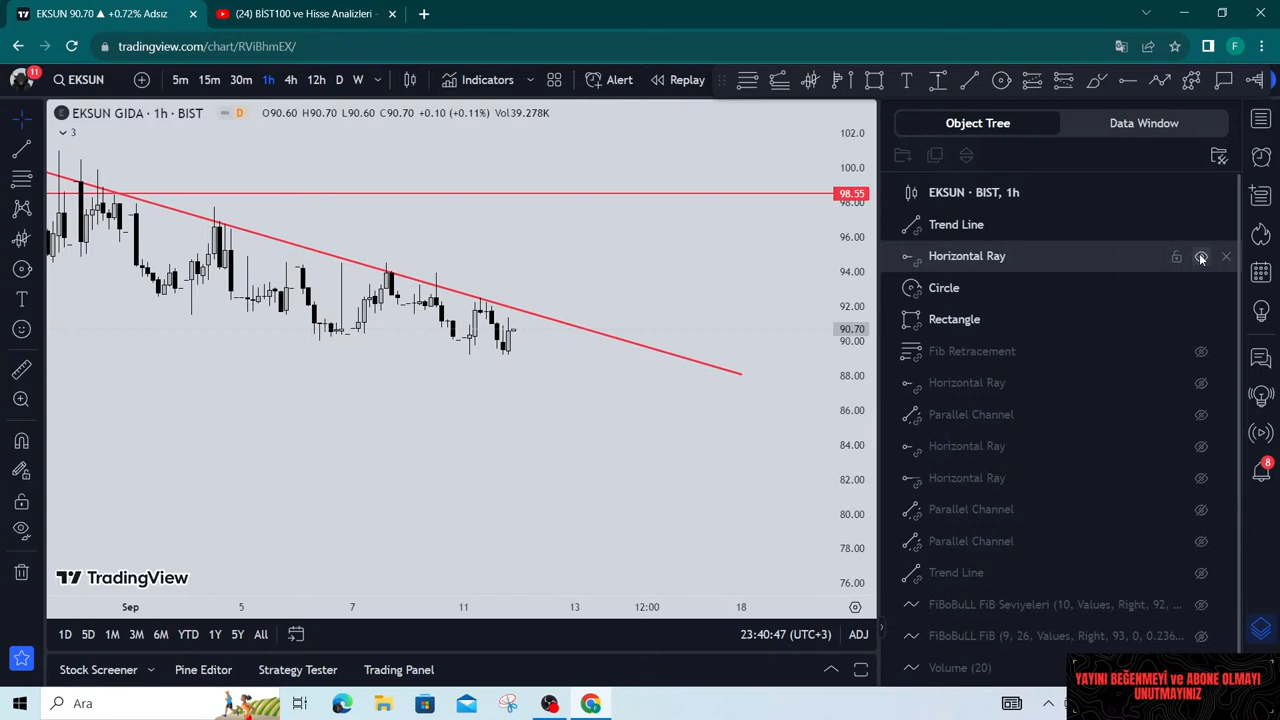 EKSUN 90.70 ▲ +0.72% Adsız
(24) BİST100 ve Hisse Analizleri -
tradingview.com/chart/RViBhmEX/
11
EKSUN
5m 15m 30m 1h 4h 12h D W
Indicators
Alert
Replay
EKSUN GIDA · 1h · BIST
D
O90.60 H90.70 L90.60 C90.70 +0.10 (+0.11%) Vol39.278K
3
102.0
100.0
98.55
98.00
96.00
94.00
92.00
90.70
90.00
88.00
86.00
84.00
82.00
80.00
78.00
76.00
TradingView
Sep 5 7 11 13 12:00 18
1D 5D 1M 3M 6M YTD 1Y 5Y All
23:40:47 (UTC+3)
ADJ
Stock Screener
Pine Editor
Strategy Tester
Trading Panel
Object Tree
Data Window
EKSUN · BIST, 1h
Trend Line
Horizontal Ray
Circle
Rectangle
Fib Retracement
Horizontal Ray
Parallel Channel
Horizontal Ray
Horizontal Ray
Parallel Channel
Parallel Channel
Trend Line
FiBoBuLL FiB Seviyeleri (10, Values, Right, 92, ...
FiBoBuLL FiB (9, 26, Values, Right, 93, 0, 0.236...
Volume (20)
8
F
Ara
YAYINI BEĞENMEYİ ve ABONE OLMAYI
UNUTMAYINIZ